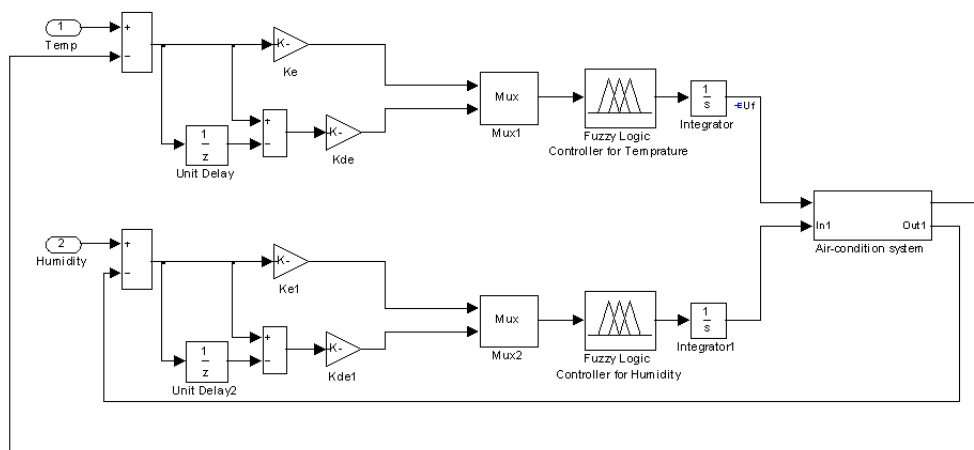 1
Temp
+
−
K-
Ke
+
−
1
z
Unit Delay
K-
Kde
Mux
Mux1
Fuzzy Logic
Controller for Temprature
1
s
Integrator
Uf
2
Humidity
+
−
K-
Ke1
+
−
1
z
Unit Delay2
K-
Kde1
Mux
Mux2
Fuzzy Logic
Controller for Humidity
1
s
Integrator1
In1
Out1
Air-condition system